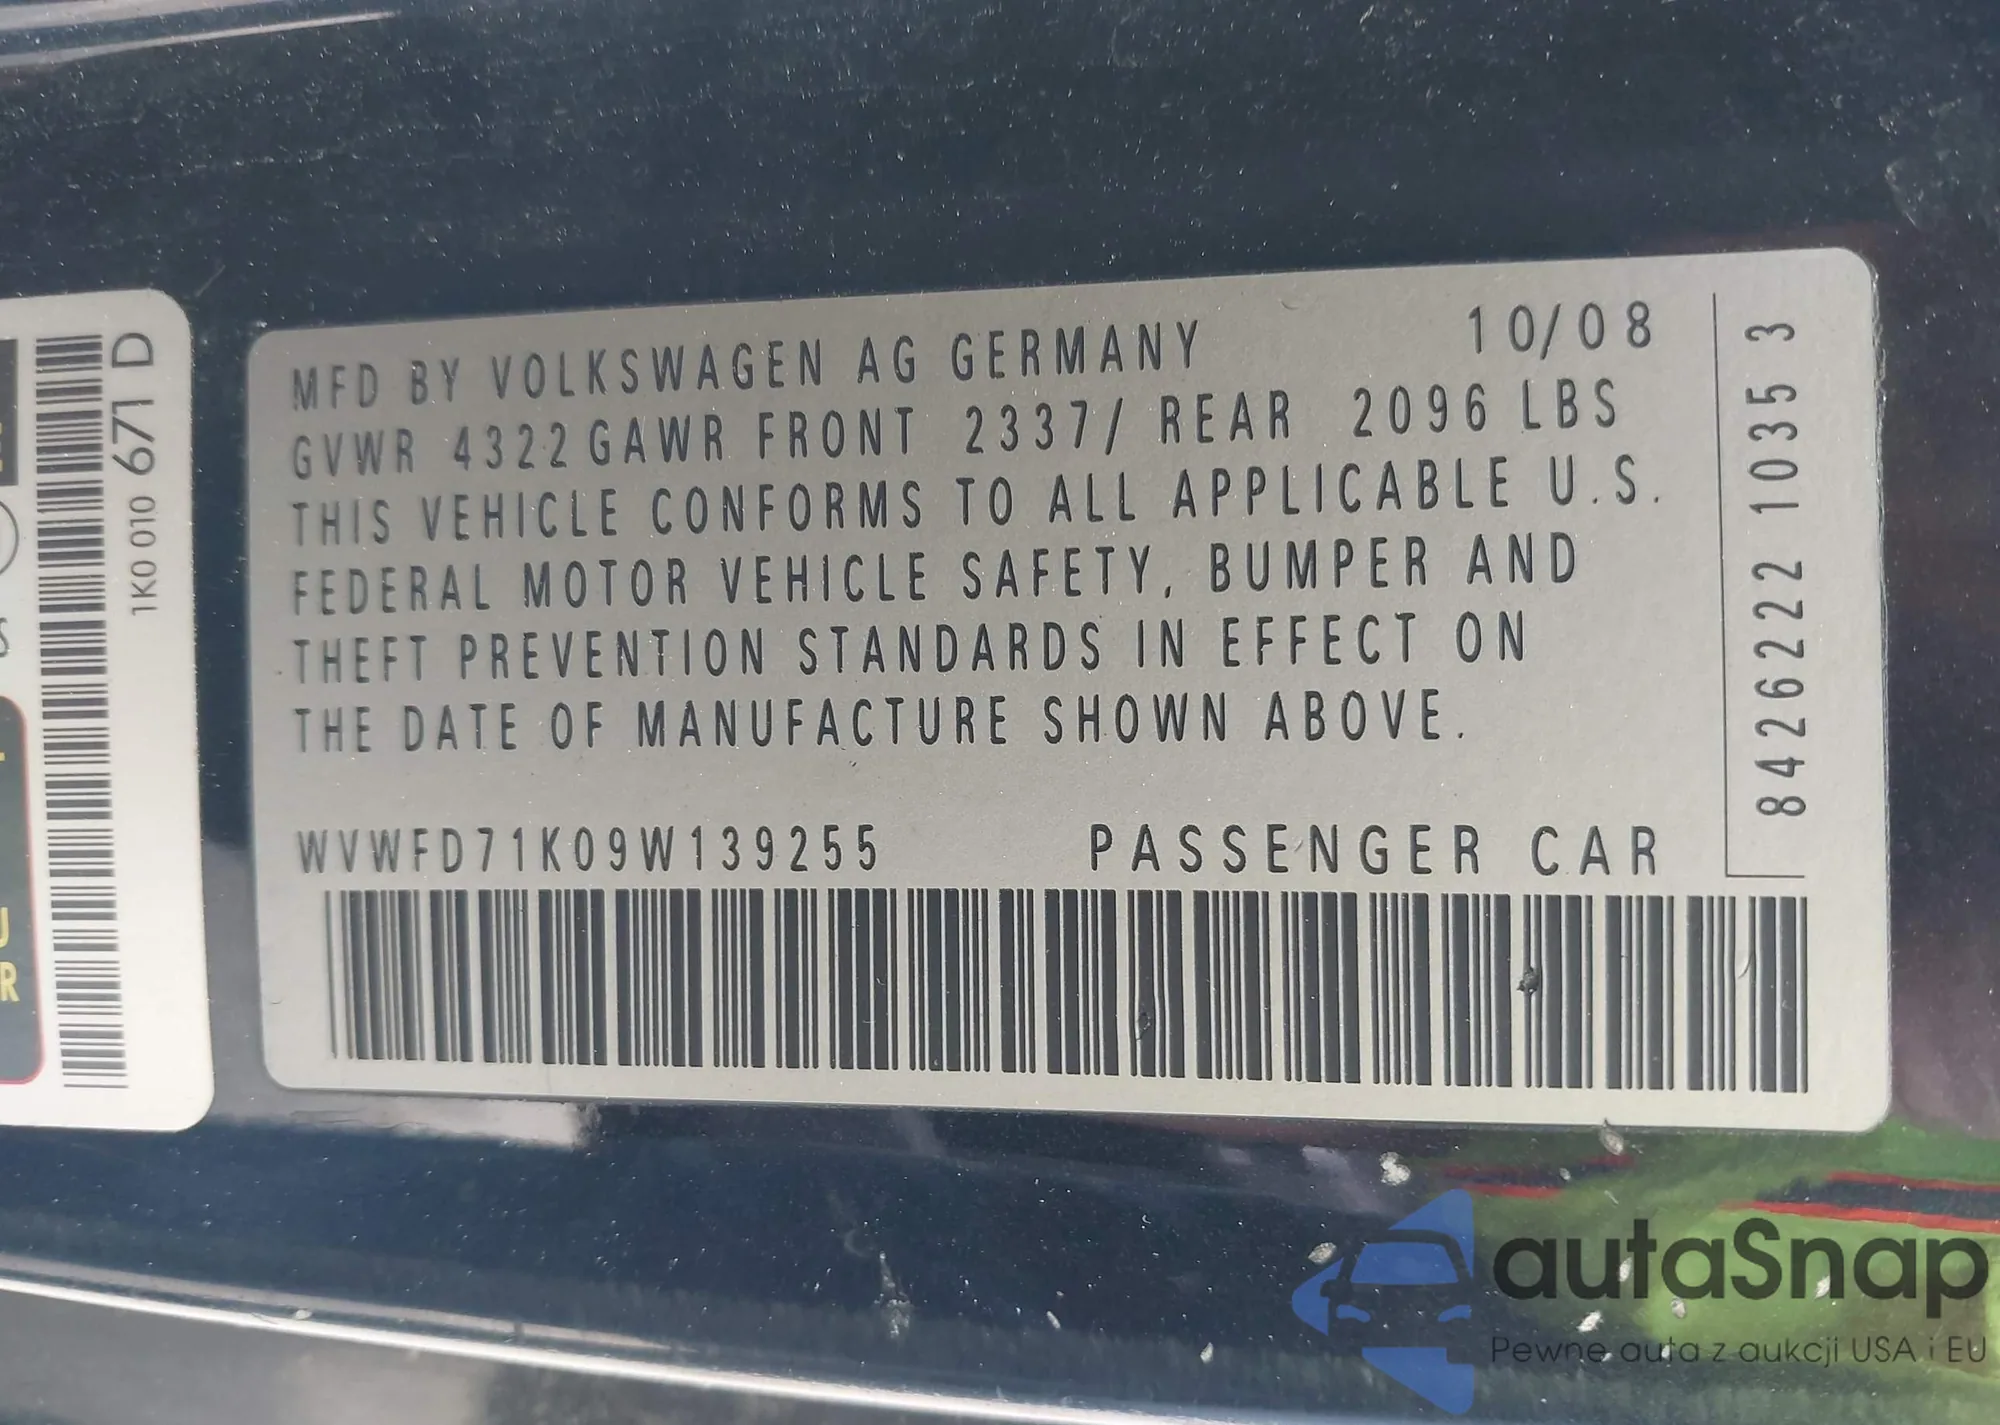 MFD BY VOLKSWAGEN AG GERMANY 10/08
GVWR 4322 GAWR FRONT 2337/ REAR 2096 LBS
THIS VEHICLE CONFORMS TO ALL APPLICABLE U.S.
FEDERAL MOTOR VEHICLE SAFETY, BUMPER AND
THEFT PREVENTION STANDARDS IN EFFECT ON
THE DATE OF MANUFACTURE SHOWN ABOVE.
WVWFD71K09W139255 PASSENGER CAR
8426222 1035 3
1K0 010 671 D
autaSnap
Pewne auta z aukcji USA i EU